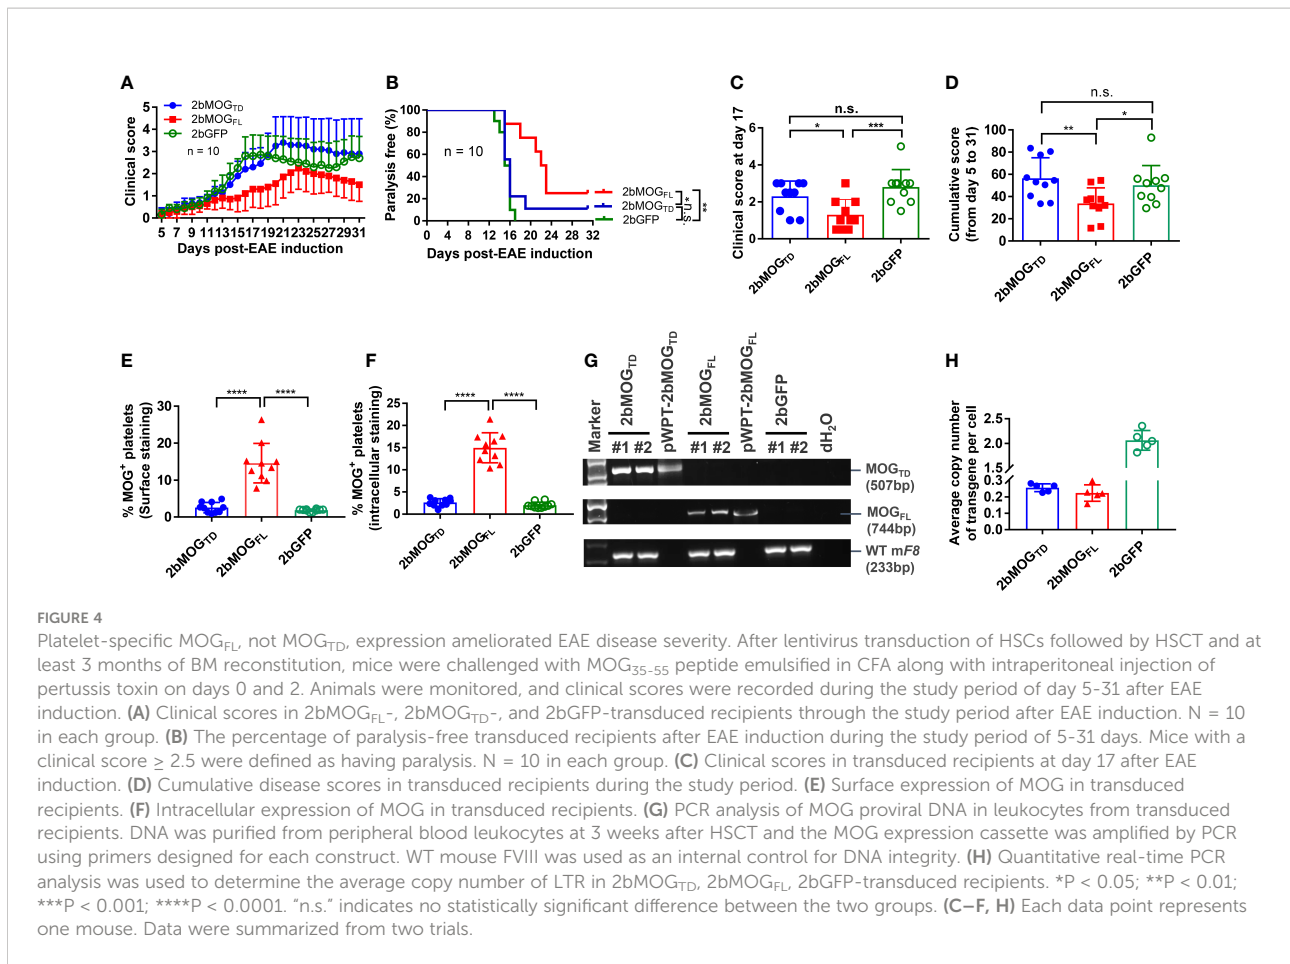 A
Clinical score
5
4
3
2
1
0
2bMOGTD
2bMOGFL
2bGFP
n = 10
5 7 9 11 13 15 17 19 21 23 25 27 29 31
Days post-EAE induction
B
Paralysis free (%)
100
80
60
40
20
0
n = 10
2bMOGFL
2bMOGTD
2bGFP
*
n.s.
**
0 4 8 12 16 20 24 28 32
Days post-EAE induction
C
Clinical score at day 17
6
5
4
3
2
1
0
n.s.
* ***
2bMOGTD
2bMOGFL
2bGFP
D
Cumulative score
(from day 5 to 31)
100
80
60
40
20
0
n.s.
** *
2bMOGTD
2bMOGFL
2bGFP
E
% MOG+ platelets
(Surface staining)
30
20
10
0
**** ****
2bMOGTD
2bMOGFL
2bGFP
F
% MOG+ platelets
(intracellular staining)
25
20
15
10
5
0
**** ****
2bMOGTD
2bMOGFL
2bGFP
G
Marker
2bMOGTD
pWPT-2bMOGTD
2bMOGFL
pWPT-2bMOGFL
2bGFP
dH2O
#1 #2 #1 #2 #1 #2
MOGTD
(507bp)
MOGFL
(744bp)
WT mF8
(233bp)
H
Average copy number
of transgene per cell
2.5
2.0
1.5
0.3
0.2
0.1
0.0
2bMOGTD
2bMOGFL
2bGFP
FIGURE 4
Platelet-specific MOGFL, not MOGTD, expression ameliorated EAE disease severity. After lentivirus transduction of HSCs followed by HSCT and at
least 3 months of BM reconstitution, mice were challenged with MOG35-55 peptide emulsified in CFA along with intraperitoneal injection of
pertussis toxin on days 0 and 2. Animals were monitored, and clinical scores were recorded during the study period of day 5-31 after EAE
induction. (A) Clinical scores in 2bMOGFL-, 2bMOGTD-, and 2bGFP-transduced recipients through the study period after EAE induction. N = 10
in each group. (B) The percentage of paralysis-free transduced recipients after EAE induction during the study period of 5-31 days. Mice with a
clinical score ≥ 2.5 were defined as having paralysis. N = 10 in each group. (C) Clinical scores in transduced recipients at day 17 after EAE
induction. (D) Cumulative disease scores in transduced recipients during the study period. (E) Surface expression of MOG in transduced
recipients. (F) Intracellular expression of MOG in transduced recipients. (G) PCR analysis of MOG proviral DNA in leukocytes from transduced
recipients. DNA was purified from peripheral blood leukocytes at 3 weeks after HSCT and the MOG expression cassette was amplified by PCR
using primers designed for each construct. WT mouse FVIII was used as an internal control for DNA integrity. (H) Quantitative real-time PCR
analysis was used to determine the average copy number of LTR in 2bMOGTD, 2bMOGFL, 2bGFP-transduced recipients. *P < 0.05; **P < 0.01;
***P < 0.001; ****P < 0.0001. “n.s.” indicates no statistically significant difference between the two groups. (C–F, H) Each data point represents
one mouse. Data were summarized from two trials.